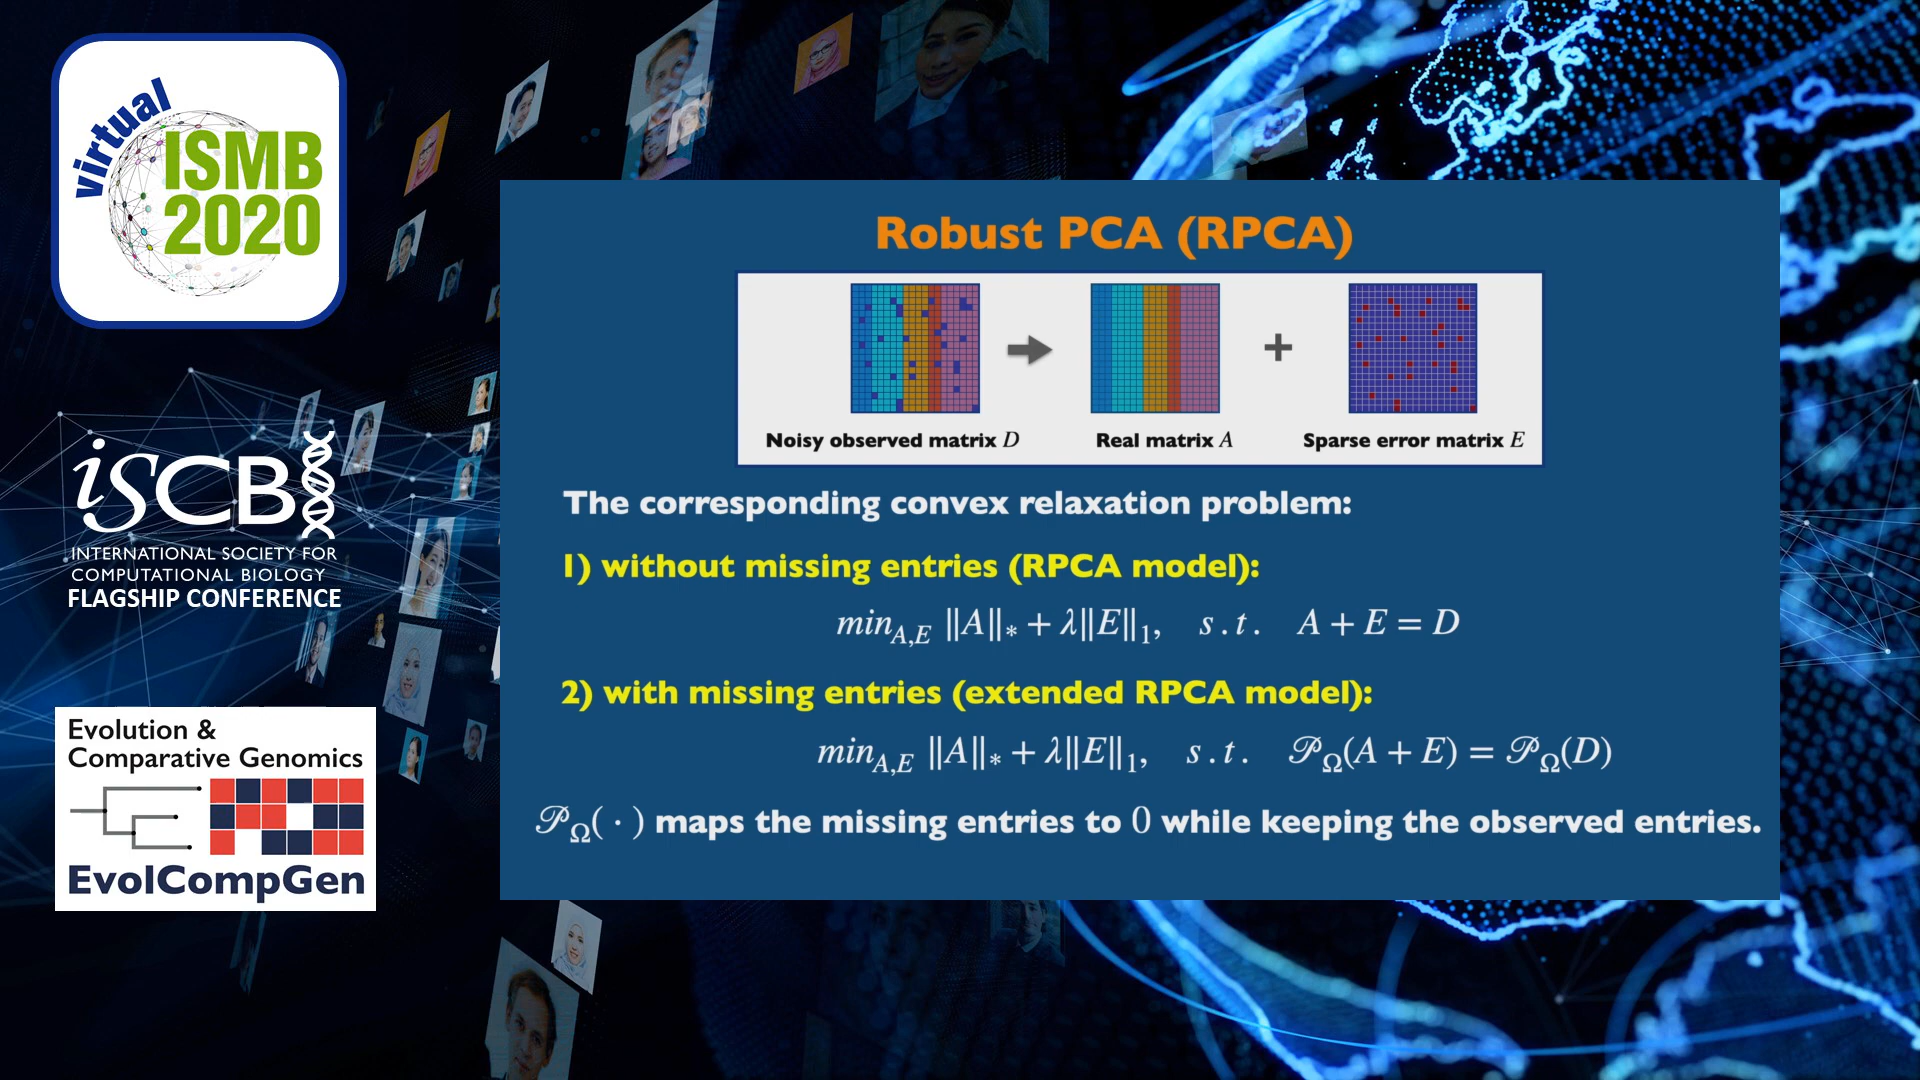 virtual
ISMB
2020
iSCB
INTERNATIONAL SOCIETY FOR
COMPUTATIONAL BIOLOGY
FLAGSHIP CONFERENCE
Evolution &
Comparative Genomics
EvolCompGen
Robust PCA (RPCA)
Noisy observed matrix D
Real matrix A
+
Sparse error matrix E
The corresponding convex relaxation problem:
1) without missing entries (RPCA model):
min_{A,E} ‖A‖_* + λ‖E‖_1, s.t. A + E = D
2) with missing entries (extended RPCA model):
min_{A,E} ‖A‖_* + λ‖E‖_1, s.t. 𝒫_Ω(A + E) = 𝒫_Ω(D)
𝒫_Ω( · ) maps the missing entries to 0 while keeping the observed entries.